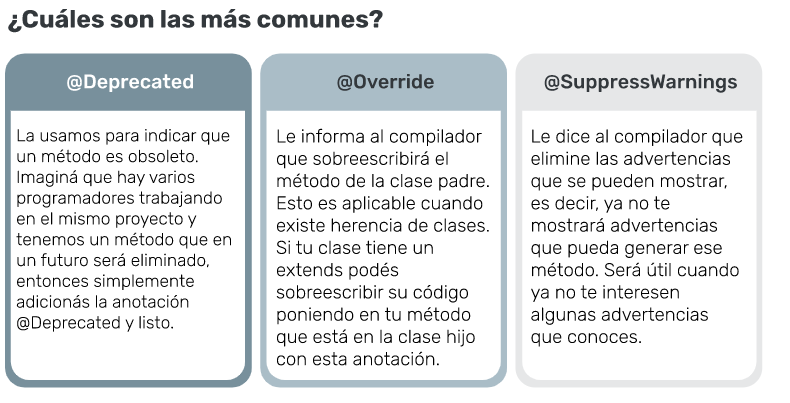 ¿Cuáles son las más comunes?
@Deprecated
La usamos para indicar que
un método es obsoleto.
Imaginá que hay varios
programadores trabajando
en el mismo proyecto y
tenemos un método que en
un futuro será eliminado,
entonces simplemente
adicionás la anotación
@Deprecated y listo.
@Override
Le informa al compilador
que sobreescribirá el
método de la clase padre.
Esto es aplicable cuando
existe herencia de clases.
Si tu clase tiene un
extends podés
sobreescribir su código
poniendo en tu método
que está en la clase hijo
con esta anotación.
@SuppressWarnings
Le dice al compilador que
elimine las advertencias
que se pueden mostrar,
es decir, ya no te
mostrará advertencias
que pueda generar ese
método. Será útil cuando
ya no te interesen
algunas advertencias
que conoces.